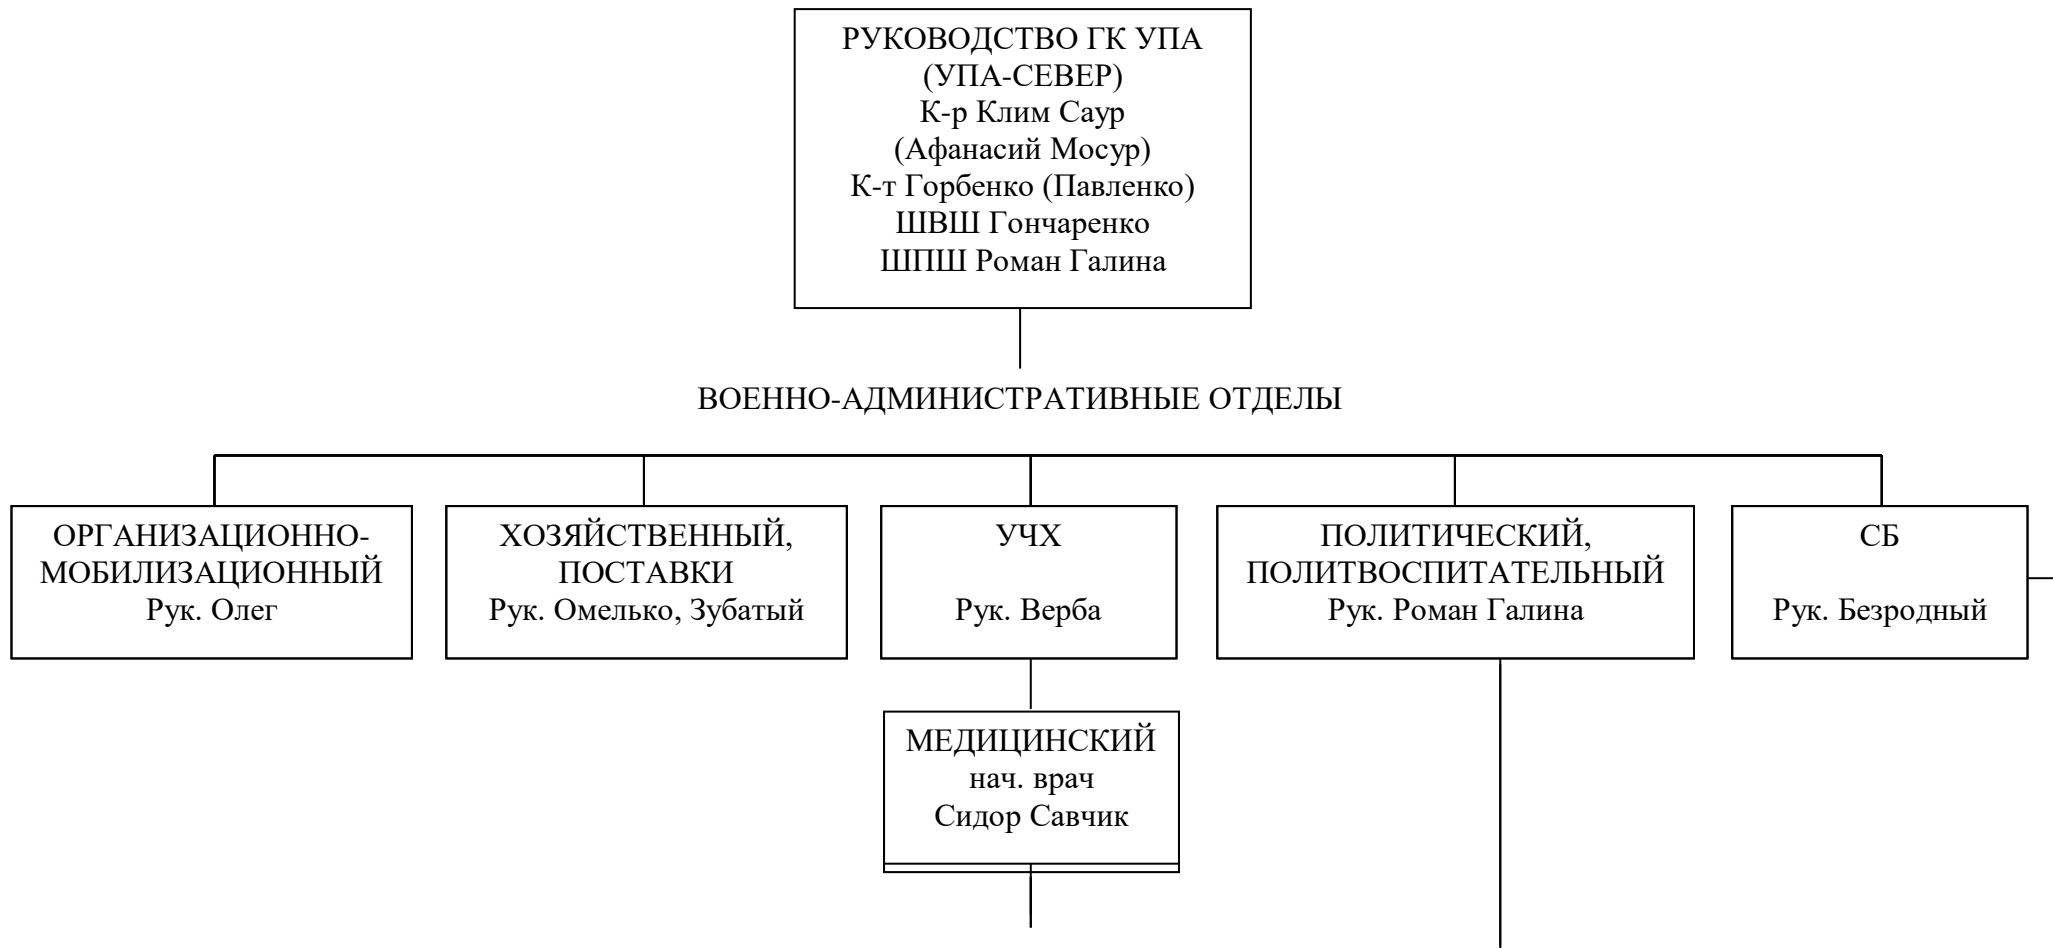 РУКОВОДСТВО ГК УПА
(УПА-СЕВЕР)
К-р Клим Саур
(Афанасий Мосур)
К-т Горбенко (Павленко)
ШВШ Гончаренко
ШПШ Роман Галина
ВОЕННО-АДМИНИСТРАТИВНЫЕ ОТДЕЛЫ
ОРГАНИЗАЦИОННО-
МОБИЛИЗАЦИОННЫЙ
Рук. Олег
ХОЗЯЙСТВЕННЫЙ,
ПОСТАВКИ
Рук. Омелько, Зубатый
УЧХ
Рук. Верба
ПОЛИТИЧЕСКИЙ,
ПОЛИТВОСПИТАТЕЛЬНЫЙ
Рук. Роман Галина
СБ
Рук. Безродный
МЕДИЦИНСКИЙ
нач. врач
Сидор Савчик